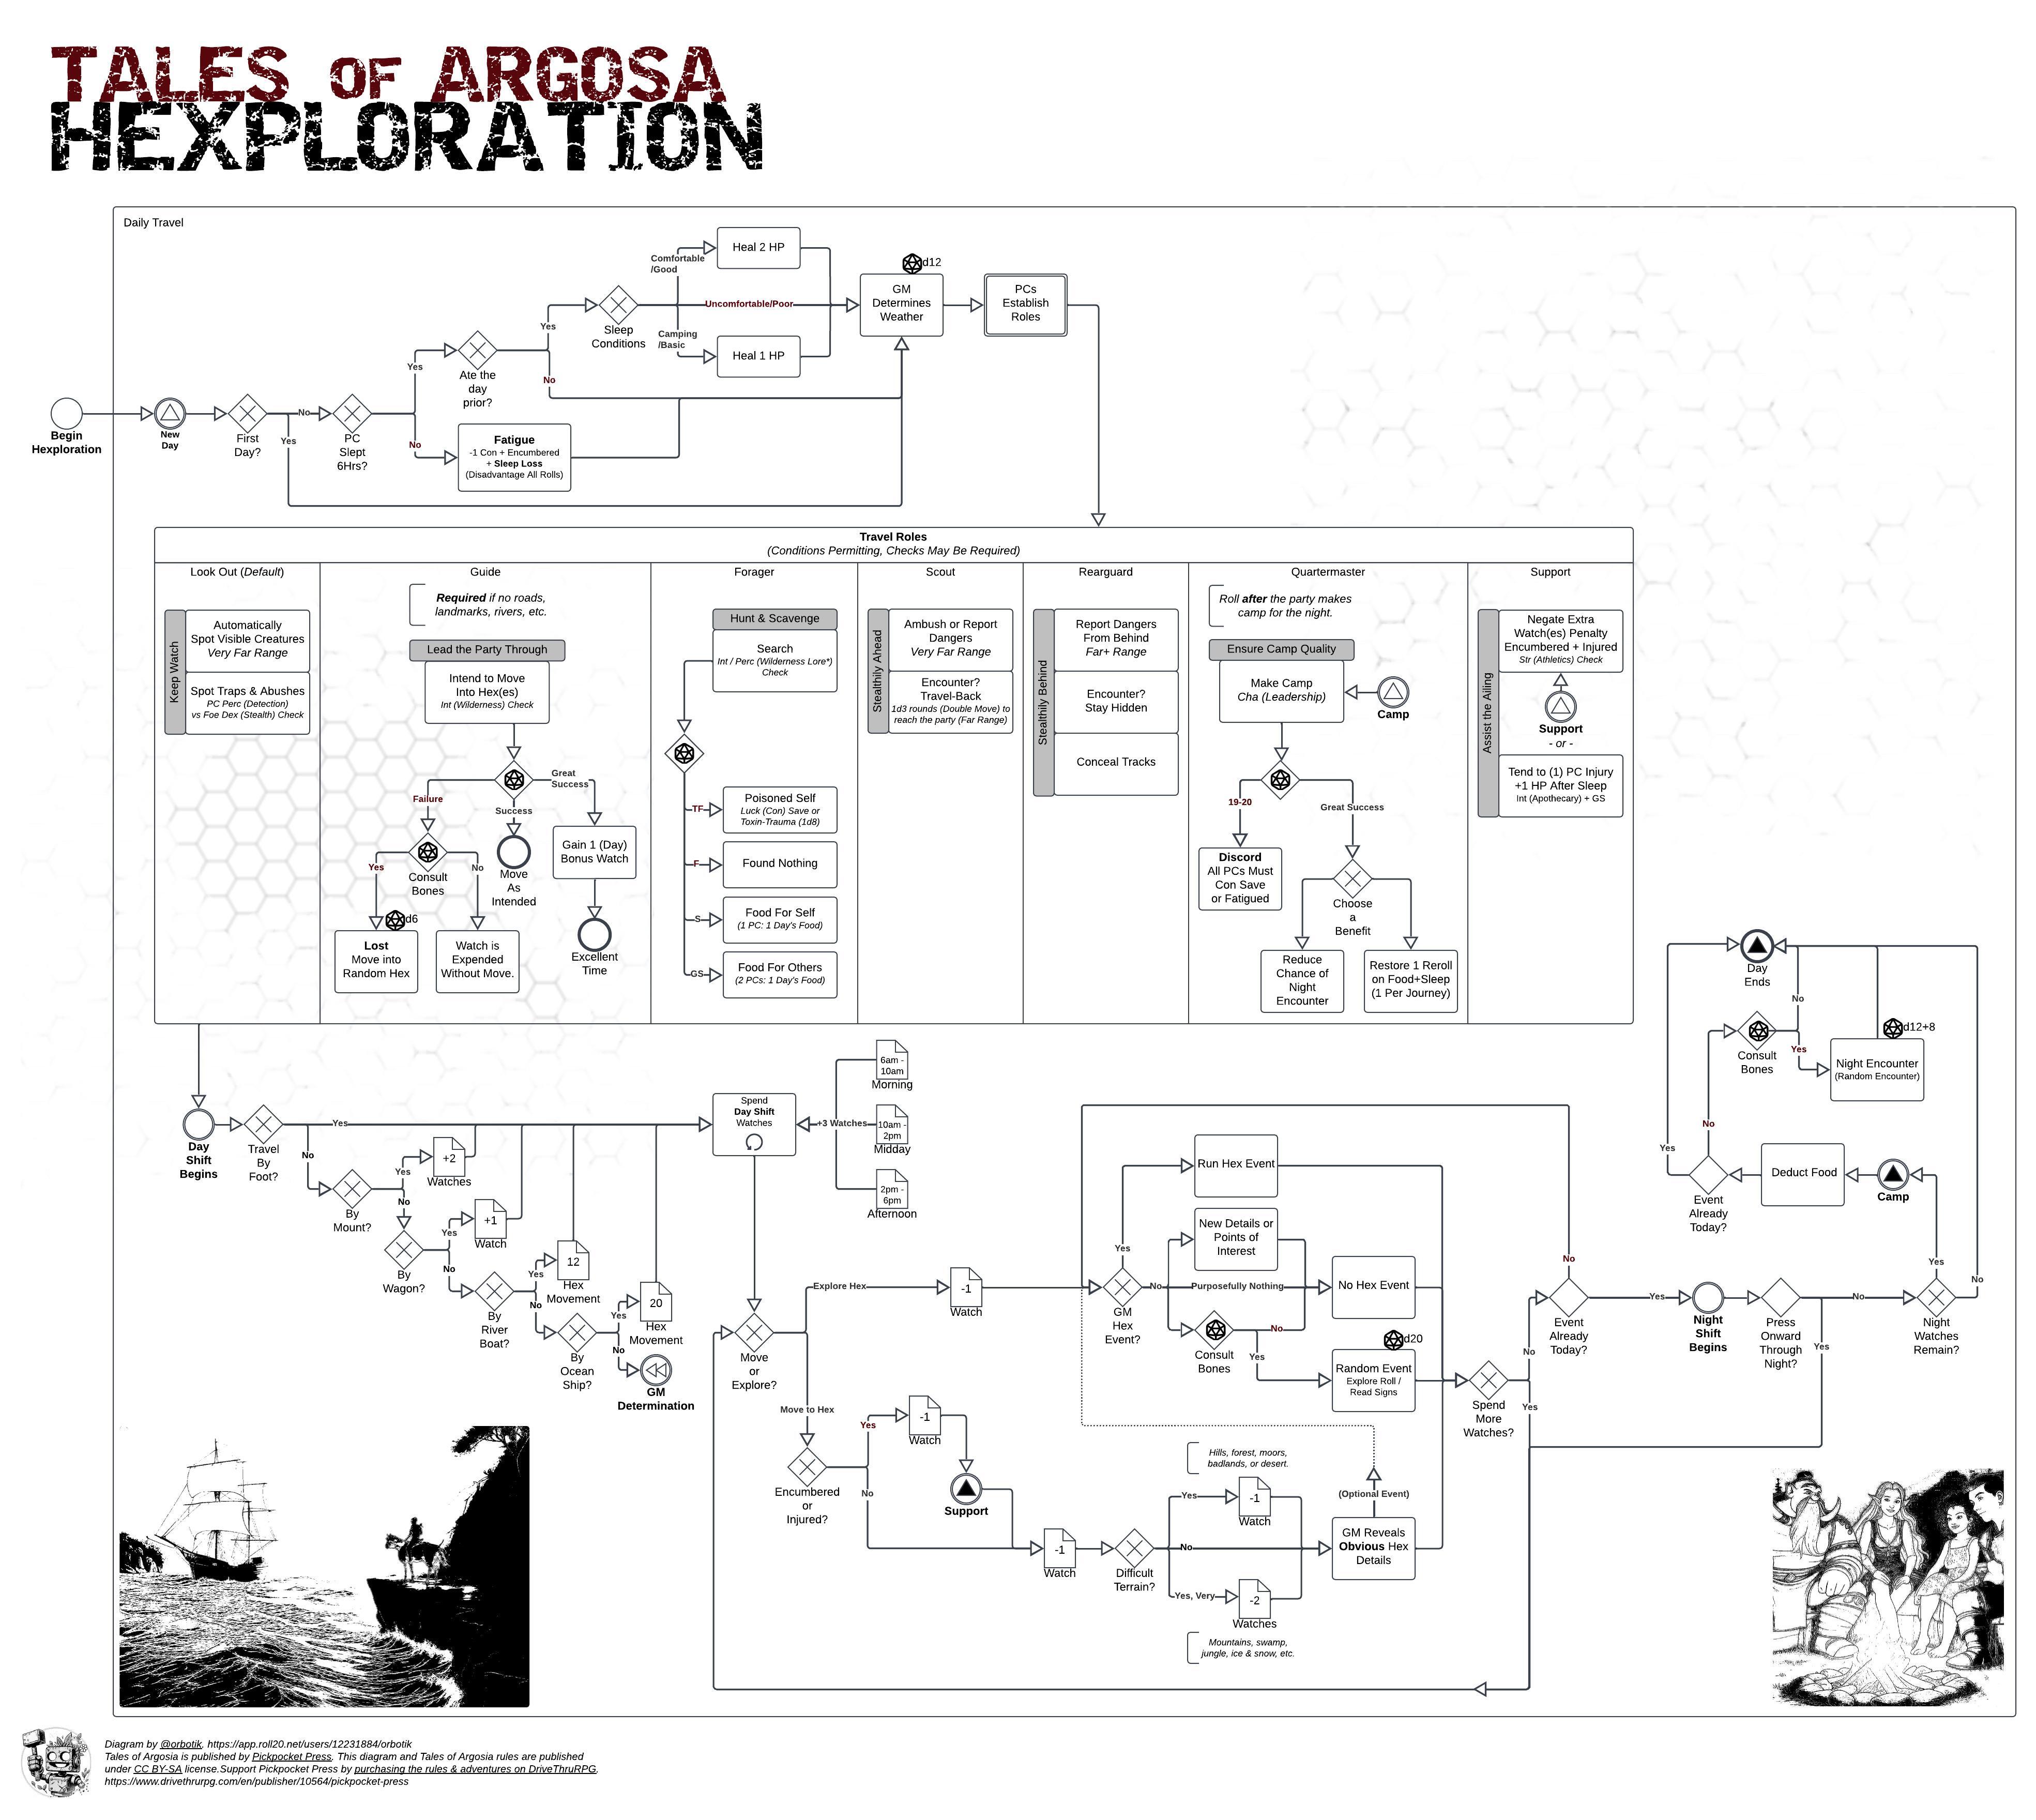 TALES OF ARGOSA
HEXPLORATION
Daily Travel
Begin
Hexploration
New
Day
First
Day?
No
Yes
PC
Slept
6Hrs?
Yes
No
Ate the
day
prior?
Yes
No
Fatigue
-1 Con + Encumbered
+ Sleep Loss
(Disadvantage All Rolls)
Sleep
Conditions
Comfortable
/Good
Uncomfortable/Poor
Camping
/Basic
Heal 2 HP
Heal 1 HP
d12
GM
Determines
Weather
PCs
Establish
Roles
Travel Roles
(Conditions Permitting, Checks May Be Required)
Look Out (Default)
Keep Watch
Automatically
Spot Visible Creatures
Very Far Range
Spot Traps & Abushes
PC Perc (Detection)
vs Foe Dex (Stealth) Check
Guide
Required if no roads,
landmarks, rivers, etc.
Lead the Party Through
Intend to Move
Into Hex(es)
Int (Wilderness) Check
Great
Success
Failure
Success
Consult
Bones
Yes
No
Move
As
Intended
Gain 1 (Day)
Bonus Watch
Excellent
Time
d6
Lost
Move into
Random Hex
Watch is
Expended
Without Move.
Forager
Hunt & Scavenge
Search
Int / Perc (Wilderness Lore*)
Check
TF
Poisoned Self
Luck (Con) Save or
Toxin-Trauma (1d8)
F
Found Nothing
S
Food For Self
(1 PC: 1 Day's Food)
GS
Food For Others
(2 PCs: 1 Day's Food)
Scout
Stealthily Ahead
Ambush or Report
Dangers
Very Far Range
Encounter?
Travel-Back
1d3 rounds (Double Move) to
reach the party (Far Range)
Rearguard
Stealthily Behind
Report Dangers
From Behind
Far+ Range
Encounter?
Stay Hidden
Conceal Tracks
Quartermaster
Roll after the party makes
camp for the night.
Ensure Camp Quality
Make Camp
Cha (Leadership)
Camp
19-20
Great Success
Discord
All PCs Must
Con Save
or Fatigued
Choose
a
Benefit
Reduce
Chance of
Night
Encounter
Restore 1 Reroll
on Food+Sleep
(1 Per Journey)
Support
Assist the Ailing
Negate Extra
Watch(es) Penalty
Encumbered + Injured
Str (Athletics) Check
Support
- or -
Tend to (1) PC Injury
+1 HP After Sleep
Int (Apothecary) + GS
Day
Shift
Begins
Travel
By
Foot?
Yes
No
By
Mount?
Yes
No
+2
Watches
By
Wagon?
Yes
No
+1
Watch
By
River
Boat?
Yes
No
12
Hex
Movement
By
Ocean
Ship?
Yes
No
20
Hex
Movement
GM
Determination
Spend
Day Shift
Watches
+3 Watches
6am -
10am
Morning
10am -
2pm
Midday
2pm -
6pm
Afternoon
Move
or
Explore?
Explore Hex
-1
Watch
Move to Hex
Encumbered
or
Injured?
Yes
No
-1
Watch
Support
-1
Watch
Difficult
Terrain?
Hills, forest, moors,
badlands, or desert.
Yes
-1
Watch
No
Yes, Very
-2
Watches
Mountains, swamp,
jungle, ice & snow, etc.
(Optional Event)
GM Reveals
Obvious Hex
Details
GM
Hex
Event?
Yes
No
Run Hex Event
New Details or
Points of
Interest
Purposefully Nothing
No Hex Event
Consult
Bones
No
Yes
d20
Random Event
Explore Roll /
Read Signs
Spend
More
Watches?
No
Yes
Event
Already
Today?
No
Yes
Night
Shift
Begins
Press
Onward
Through
Night?
No
Yes
Night
Watches
Remain?
Yes
No
Camp
Deduct Food
Event
Already
Today?
Yes
No
Consult
Bones
No
Yes
d12+8
Night Encounter
(Random Encounter)
Day
Ends
Diagram by @orbotik, https://app.roll20.net/users/12231884/orbotik
Tales of Argosia is published by Pickpocket Press. This diagram and Tales of Argosia rules are published
under CC BY-SA license.Support Pickpocket Press by purchasing the rules & adventures on DriveThruRPG.
https://www.drivethrurpg.com/en/publisher/10564/pickpocket-press